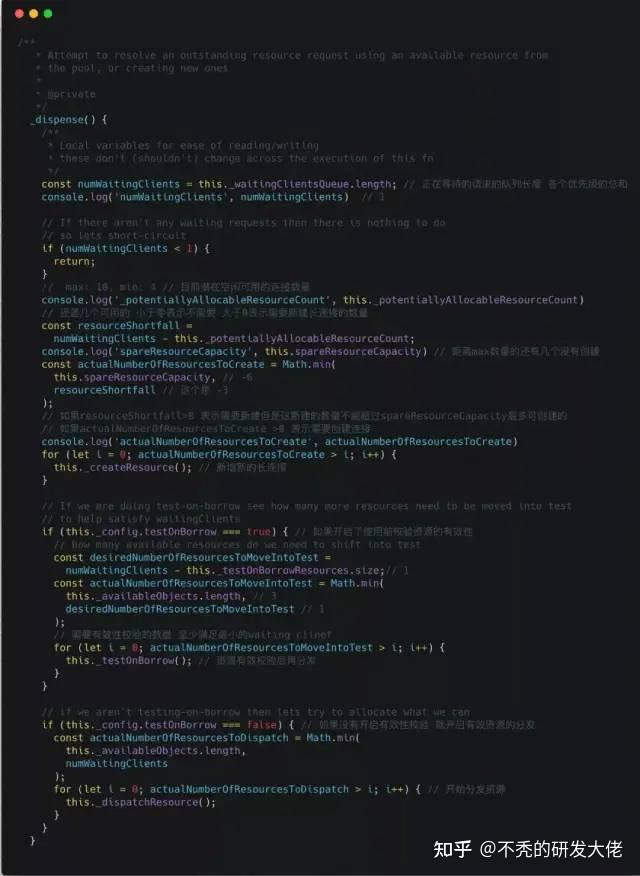 /**
* Attempt to resolve an outstanding resource request using an available resource from
* the pool, or creating new ones
*
* @private
*/
_dispense() {
/**
* Local variables for ease of reading/writing
* these don't (shouldn't) change across the execution of this fn
*/
const numWaitingClients = this._waitingClientsQueue.length; // 正在等待的请求的队列长度 各个优先级的总和
console.log('numWaitingClients', numWaitingClients) // 1
// If there aren't any waiting requests then there is nothing to do
// so lets short-circuit
if (numWaitingClients < 1) {
return;
}
// max: 10, min: 4 // 目前潜在空闲可用的连接数量
console.log('_potentiallyAllocableResourceCount', this._potentiallyAllocableResourceCount)
// 还差几个可用的 小于零表示不需要 大于0表示需要新建长连接的数量
const resourceShortfall =
numWaitingClients - this._potentiallyAllocableResourceCount;
console.log('spareResourceCapacity', this.spareResourceCapacity) // 距离max数量的还有几个没有创建
const actualNumberOfResourcesToCreate = Math.min(
this.spareResourceCapacity, // -6
resourceShortfall // 这个是 -3
);
// 如果resourceShortfall>0 表示需要新建但是这新建的数量不能超过spareResourceCapacity最多可创建的
// 如果actualNumberOfResourcesToCreate >0 表示需要创建连接
console.log('actualNumberOfResourcesToCreate', actualNumberOfResourcesToCreate)
for (let i = 0; actualNumberOfResourcesToCreate > i; i++) {
this._createResource(); // 新增新的长连接
}
// If we are doing test-on-borrow see how many more resources need to be moved into test
// to help satisfy waitingClients
if (this._config.testOnBorrow === true) { // 如果开启了使用前校验资源的有效性
// how many available resources do we need to shift into test
const desiredNumberOfResourcesToMoveIntoTest =
numWaitingClients - this._testOnBorrowResources.size;// 1
const actualNumberOfResourcesToMoveIntoTest = Math.min(
this._availableObjects.length, // 3
desiredNumberOfResourcesToMoveIntoTest // 1
);
// 需要有效性校验的数量 至少满足最小的waiting clinet
for (let i = 0; actualNumberOfResourcesToMoveIntoTest > i; i++) {
this._testOnBorrow(); // 资源有效校验后再分发
}
}
// if we aren't testing-on-borrow then lets try to allocate what we can
if (this._config.testOnBorrow === false) { // 如果没有开启有效性校验 就开启有效资源的分发
const actualNumberOfResourcesToDispatch = Math.min(
this._availableObjects.length,
numWaitingClients
);
for (let i = 0; actualNumberOfResourcesToDispatch > i; i++) { // 开始分发资源
this._dispatchResource();
}
}
}
知乎 @不秃的研发大佬